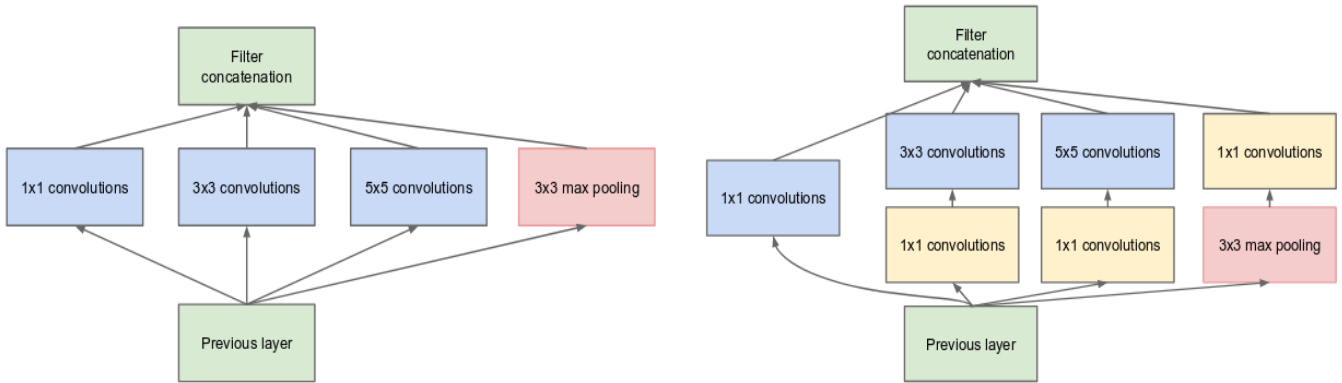 Filter
concatenation
1x1 convolutions
3x3 convolutions
5x5 convolutions
3x3 max pooling
Previous layer
Filter
concatenation
3x3 convolutions
5x5 convolutions
1x1 convolutions
1x1 convolutions
1x1 convolutions
1x1 convolutions
3x3 max pooling
Previous layer